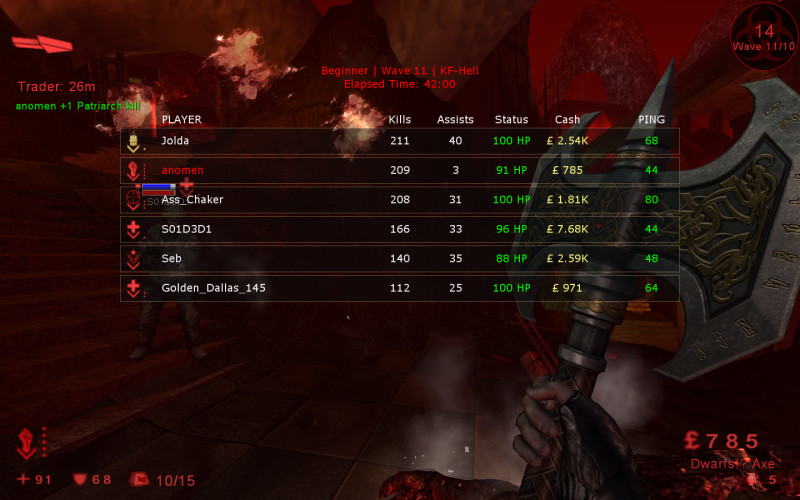 14
Wave 11/10
Beginner | Wave 11 | KF-Hell
Elapsed Time: 42:00
Trader: 26m
anomen +1 Patriarch kill
PLAYER Kills Assists Status Cash PING
Jolda 211 40 100 HP £ 2.54K 68
anomen 209 3 91 HP £ 785 44
Ass_Chaker 208 31 100 HP £ 1.81K 80
S01D3D1 166 33 96 HP £ 7.68K 44
Seb 140 35 88 HP £ 2.59K 48
Golden_Dallas_145 112 25 100 HP £ 971 64
£785
Dwarfs!? Axe
91 68 10/15
5